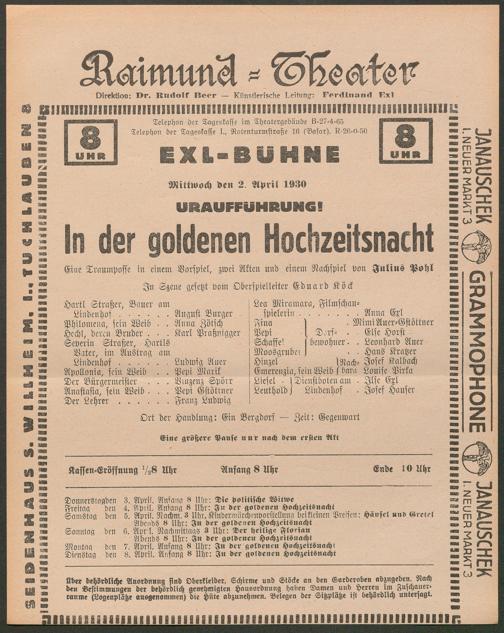 Raimund-Theater
Direktion: Dr. Rudolf Beer — Künstlerische Leitung: Ferdinand Exl
8 UHR
Telephon der Tageskasse im Theatergebäude B-27-4-65
Telephon der Tageskasse I., Rotenturmstraße 16 (Basar), R-26-0-50
8 UHR
EXL-BÜHNE
Mittwoch den 2. April 1930
URAUFFÜHRUNG!
In der goldenen Hochzeitsnacht
Eine Traumposse in einem Vorspiel, zwei Akten und einem Nachspiel von Julius Pohl
In Szene gesetzt vom Oberspielleiter Eduard Köck
Hartl Straßer, Bauer am
Lindenhof . . . . . . August Burger
Philomena, sein Weib . . Anna Zötsch
Hechl, deren Bruder . . Karl Praßnigger
Severin Straßer, Hartls
Vater, im Austrag am
Lindenhof . . . . . . Ludwig Auer
Apollonia, sein Weib . . Pepi Marik
Der Bürgermeister . . Vinzenz Spörr
Anastasia, sein Weib . . Pepi Gstöttner
Der Lehrer . . . . Franz Ludwig
Lea Miramare, Filmschau-
spielerin . . . . . Anna Exl
Fina Mimi Auer-Gstöttner
Pepi Dorf- Else Horst
Schaffel bewohner Leonhard Auer
Moosgruber Hans Kratzer
Hinzel Nach- Josef Kalbach
Emerenzia, sein Weib barn Louise Pirka
Liesel Dienstboten am Ilse Exl
Leuthold Lindenhof Josef Hauser
Ort der Handlung: Ein Bergdorf — Zeit: Gegenwart
Eine größere Pause nur nach dem ersten Akt
Kassen-Eröffnung ½8 Uhr Anfang 8 Uhr Ende 10 Uhr
Donnerstag den 3. April. Anfang 8 Uhr: Die politische Witwe
Freitag den 4. April. Anfang 8 Uhr: In der goldenen Hochzeitsnacht
Samstag den 5. April. Nachm. 3 Uhr, Kindermärchenvorstellung bei kleinen Preisen: Hänsel und Gretel
Abends 8 Uhr: In der goldenen Hochzeitsnacht
Sonntag den 6. April. Nachmittags 3 Uhr: Der heilige Florian
Abends 8 Uhr: In der goldenen Hochzeitsnacht
Montag den 7. April. Anfang 8 Uhr: In der goldenen Hochzeitsnacht
Dienstag den 8. April. Anfang 8 Uhr: In der goldenen Hochzeitsnacht
Über behördliche Anordnung sind Oberkleider, Schirme und Stöcke an den Garderoben abzugeben. Nach
den Bestimmungen der behördlich genehmigten Hausordnung haben Damen und Herren im Zuschauer-
raume (Logenplätze ausgenommen) die Hüte abzunehmen. Belegen der Sitzplätze ist behördlich untersagt.
SEIDENHAUS S. WILLHEIM, I., TUCHLAUBEN 8
JANAUSCHEK
I. NEUER MARKT 3
GRAMMOPHONE
JANAUSCHEK
I. NEUER MARKT 3